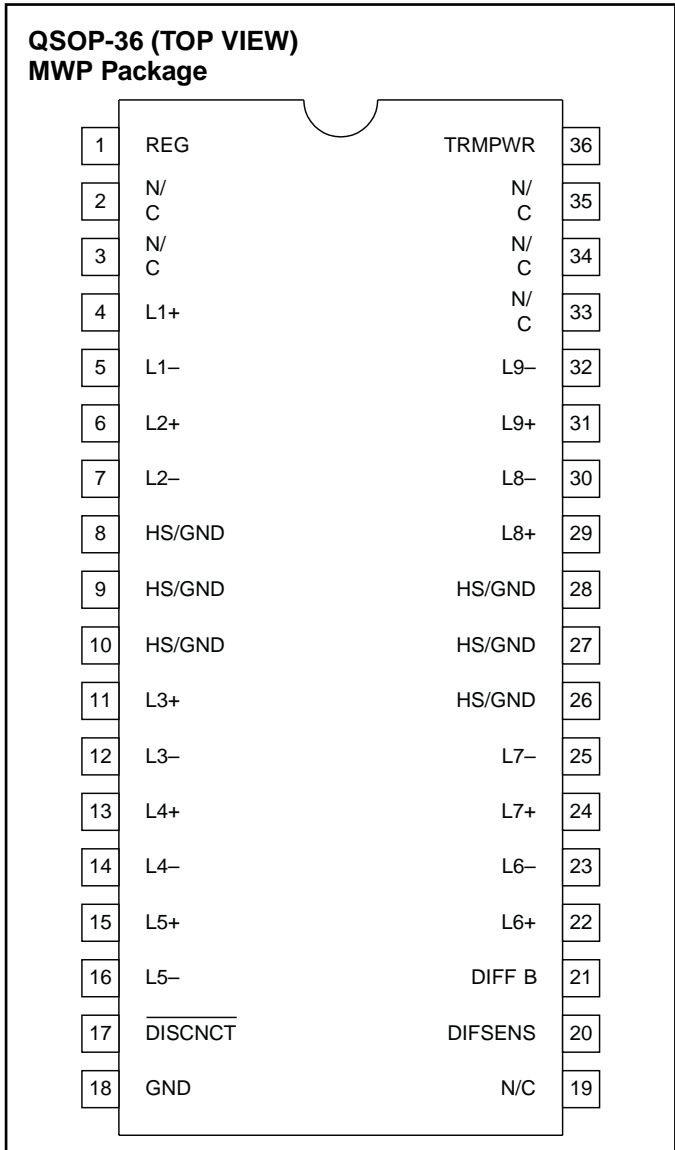 QSOP-36 (TOP VIEW)
MWP Package
1 REG TRMPWR 36
2 N/
C N/
C 35
3 N/
C N/
C 34
4 L1+ N/
C 33
5 L1– L9– 32
6 L2+ L9+ 31
7 L2– L8– 30
8 HS/GND L8+ 29
9 HS/GND HS/GND 28
10 HS/GND HS/GND 27
11 L3+ HS/GND 26
12 L3– L7– 25
13 L4+ L7+ 24
14 L4– L6– 23
15 L5+ L6+ 22
16 L5– DIFF B 21
17 DISCNCT DIFSENS 20
18 GND N/C 19